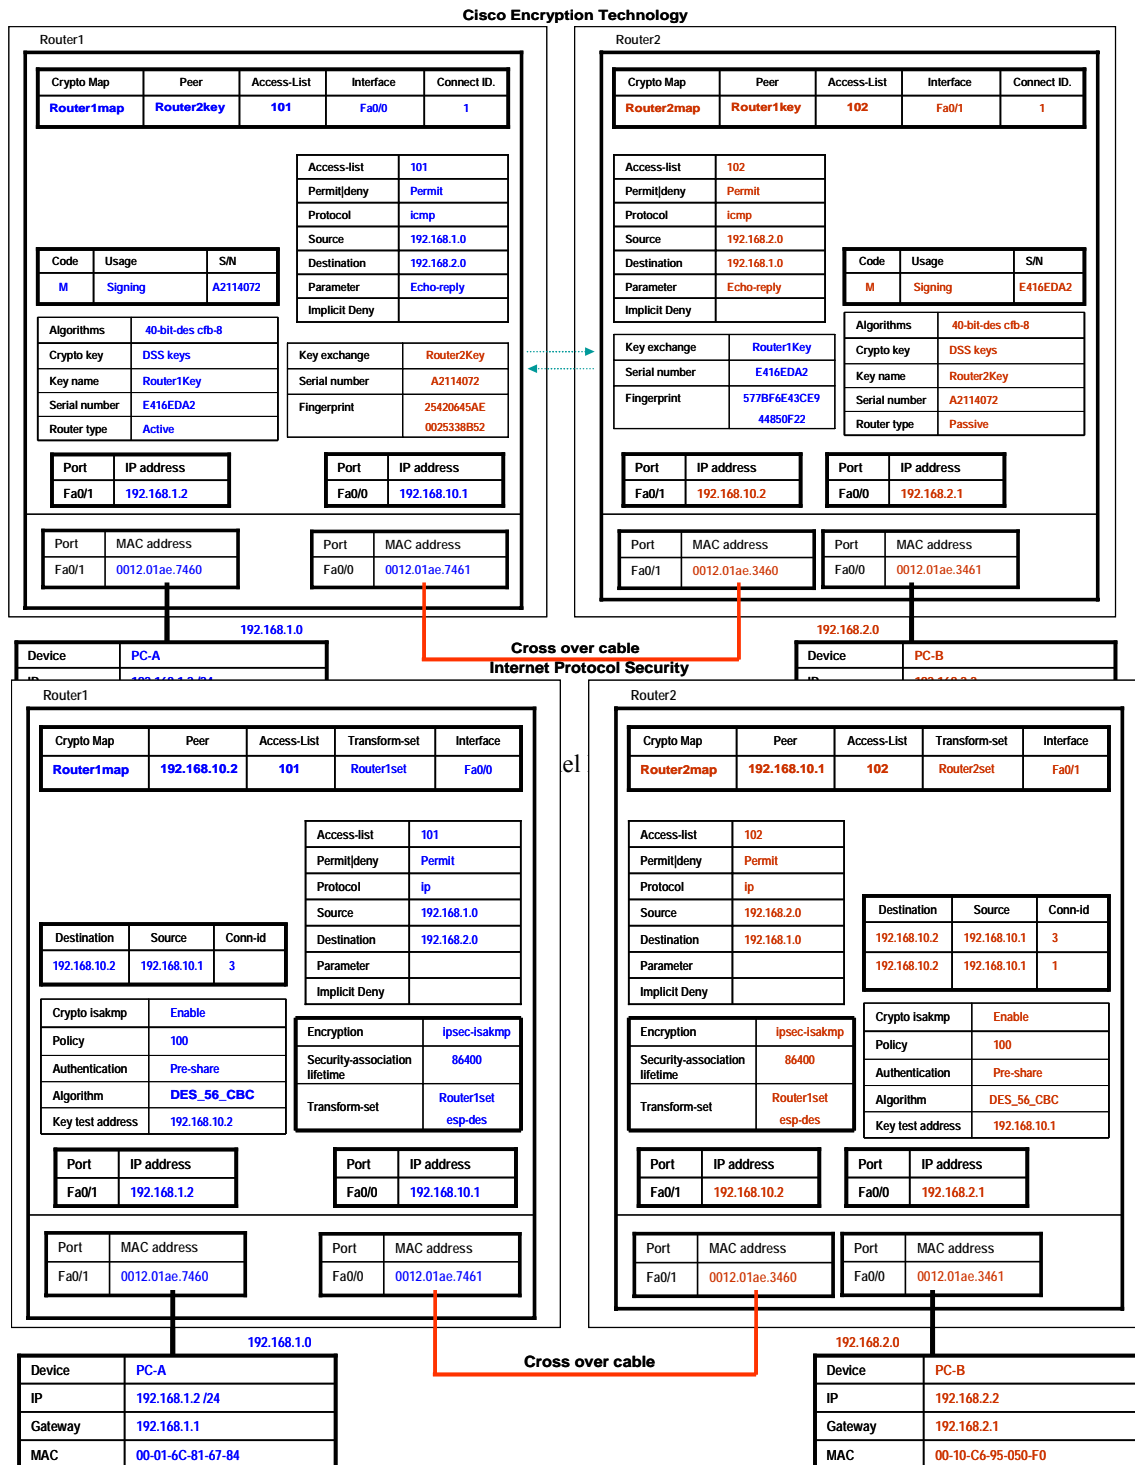 Cisco Encryption Technology
Router1
Crypto Map Peer Access-List Interface Connect ID.
Router1map Router2key 101 Fa0/0 1
Access-list 101
Permit|deny Permit
Protocol icmp
Source 192.168.1.0
Destination 192.168.2.0
Parameter Echo-reply
Implicit Deny
Code Usage S/N
M Signing A2114072
Algorithms 40-bit-des cfb-8
Crypto key DSS keys
Key name Router1Key
Serial number E416EDA2
Router type Active
Key exchange Router2Key
Serial number A2114072
Fingerprint 25420645AE
0025338B52
Port IP address
Fa0/1 192.168.1.2
Port IP address
Fa0/0 192.168.10.1
Port MAC address
Fa0/1 0012.01ae.7460
Port MAC address
Fa0/0 0012.01ae.7461
Router2
Crypto Map Peer Access-List Interface Connect ID.
Router2map Router1key 102 Fa0/1 1
Access-list 102
Permit|deny Permit
Protocol icmp
Source 192.168.2.0
Destination 192.168.1.0
Parameter Echo-reply
Implicit Deny
Code Usage S/N
M Signing E416EDA2
Key exchange Router1Key
Serial number E416EDA2
Fingerprint 577BF6E43CE9
44850F22
Algorithms 40-bit-des cfb-8
Crypto key DSS keys
Key name Router2Key
Serial number A2114072
Router type Passive
Port IP address
Fa0/1 192.168.10.2
Port IP address
Fa0/0 192.168.2.1
Port MAC address
Fa0/1 0012.01ae.3460
Port MAC address
Fa0/0 0012.01ae.3461
192.168.1.0
192.168.2.0
Device PC-A
Cross over cable
Device PC-B
Internet Protocol Security
Router1
Crypto Map Peer Access-List Transform-set Interface
Router1map 192.168.10.2 101 Router1set Fa0/0
el
Access-list 101
Permit|deny Permit
Protocol ip
Source 192.168.1.0
Destination 192.168.2.0
Parameter
Implicit Deny
Destination Source Conn-id
192.168.10.2 192.168.10.1 3
Crypto isakmp Enable
Policy 100
Authentication Pre-share
Algorithm DES_56_CBC
Key test address 192.168.10.2
Encryption ipsec-isakmp
Security-association lifetime 86400
Transform-set Router1set
esp-des
Port IP address
Fa0/1 192.168.1.2
Port IP address
Fa0/0 192.168.10.1
Port MAC address
Fa0/1 0012.01ae.7460
Port MAC address
Fa0/0 0012.01ae.7461
Router2
Crypto Map Peer Access-List Transform-set Interface
Router2map 192.168.10.1 102 Router2set Fa0/1
Access-list 102
Permit|deny Permit
Protocol ip
Source 192.168.2.0
Destination 192.168.1.0
Parameter
Implicit Deny
Destination Source Conn-id
192.168.10.2 192.168.10.1 3
192.168.10.2 192.168.10.1 1
Encryption ipsec-isakmp
Security-association lifetime 86400
Transform-set Router1set
esp-des
Crypto isakmp Enable
Policy 100
Authentication Pre-share
Algorithm DES_56_CBC
Key test address 192.168.10.1
Port IP address
Fa0/1 192.168.10.2
Port IP address
Fa0/0 192.168.2.1
Port MAC address
Fa0/1 0012.01ae.3460
Port MAC address
Fa0/0 0012.01ae.3461
192.168.1.0
192.168.2.0
Cross over cable
Device PC-A
IP 192.168.1.2 /24
Gateway 192.168.1.1
MAC 00-01-6C-81-67-84
Device PC-B
IP 192.168.2.2
Gateway 192.168.2.1
MAC 00-10-C6-95-050-F0